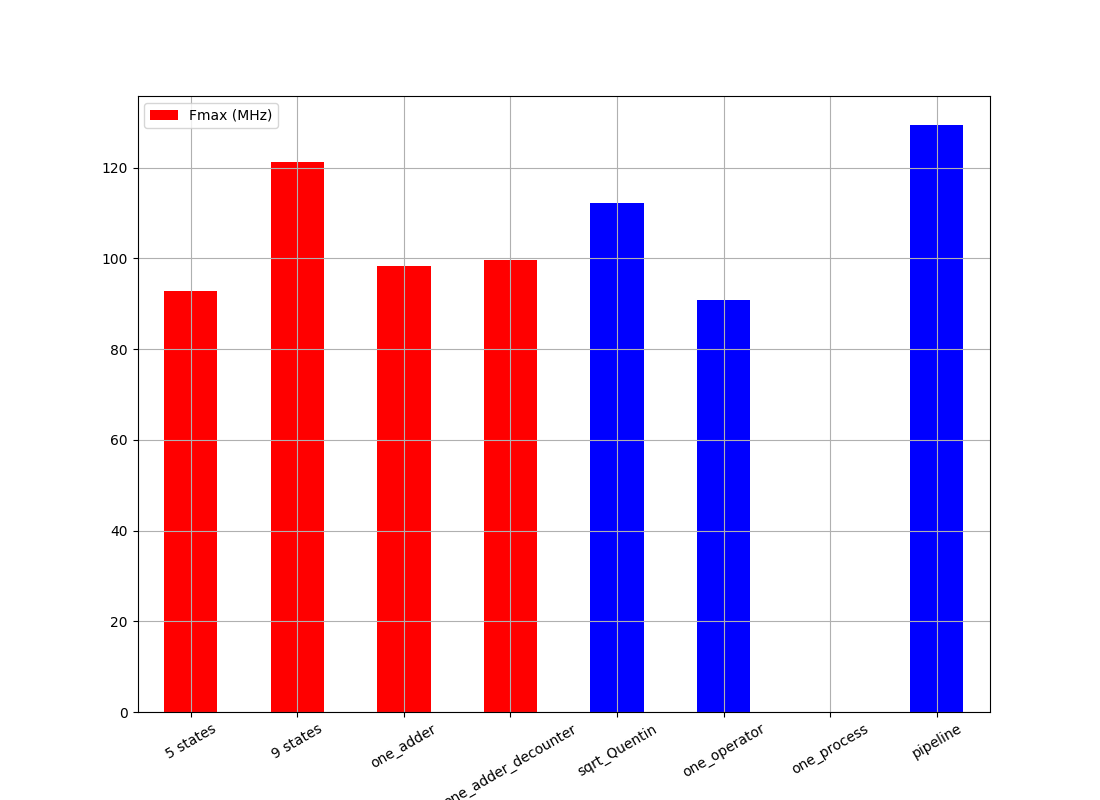 Fmax (MHz)
120
100
80
60
40
20
0
5 states
9 states
one_adder
one_adder_decounter
sqrt_Quentin
one_operator
one_process
pipeline